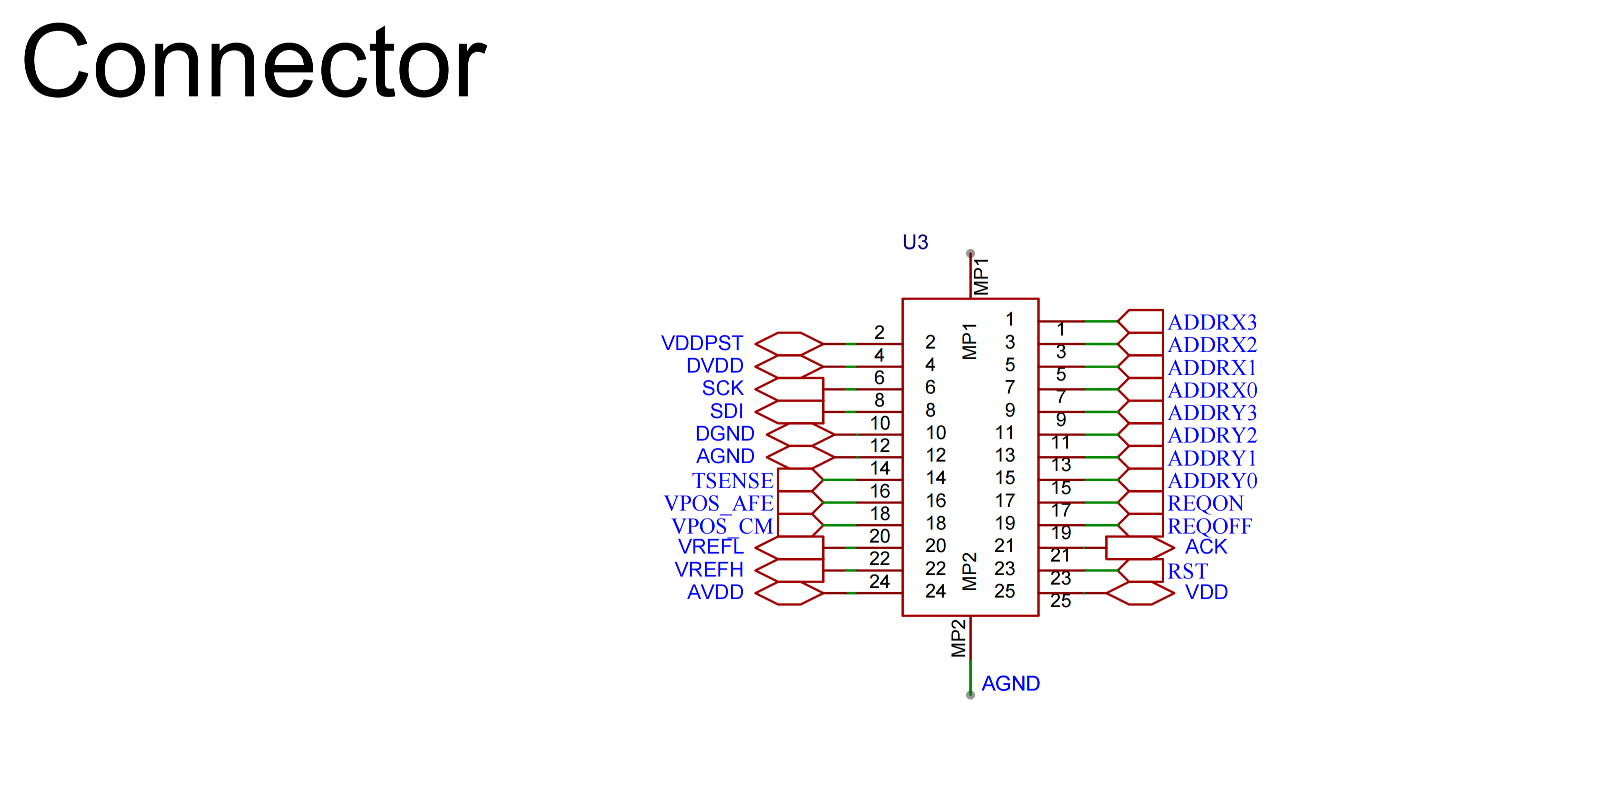 Connector
U3
MP1
1 1 ADDRX3
MP1
VDDPST 2 2 3 3 ADDRX2
DVDD 4 4 5 5 ADDRX1
SCK 6 6 7 7 ADDRX0
SDI 8 8 9 9 ADDRY3
DGND 10 10 11 11 ADDRY2
AGND 12 12 13 13 ADDRY1
TSENSE 14 14 15 15 ADDRY0
VPOS_AFE 16 16 17 17 REQON
VPOS_CM 18 18 19 19 REQOFF
VREFL 20 20 21 21 ACK
MP2
VREFH 22 22 23 23 RST
AVDD 24 24 25 25 VDD
MP2
AGND